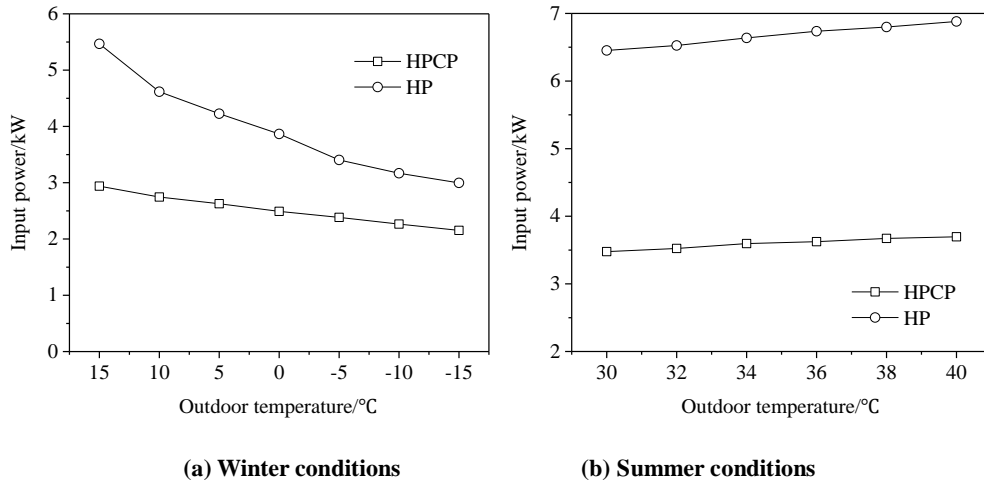 6
5
4
3
2
1
0
Input power/kW
HPCP
HP
15 10 5 0 -5 -10 -15
Outdoor temperature/℃
(a) Winter conditions
7
6
5
4
3
2
Input power/kW
HPCP
HP
30 32 34 36 38 40
Outdoor temperature/℃
(b) Summer conditions